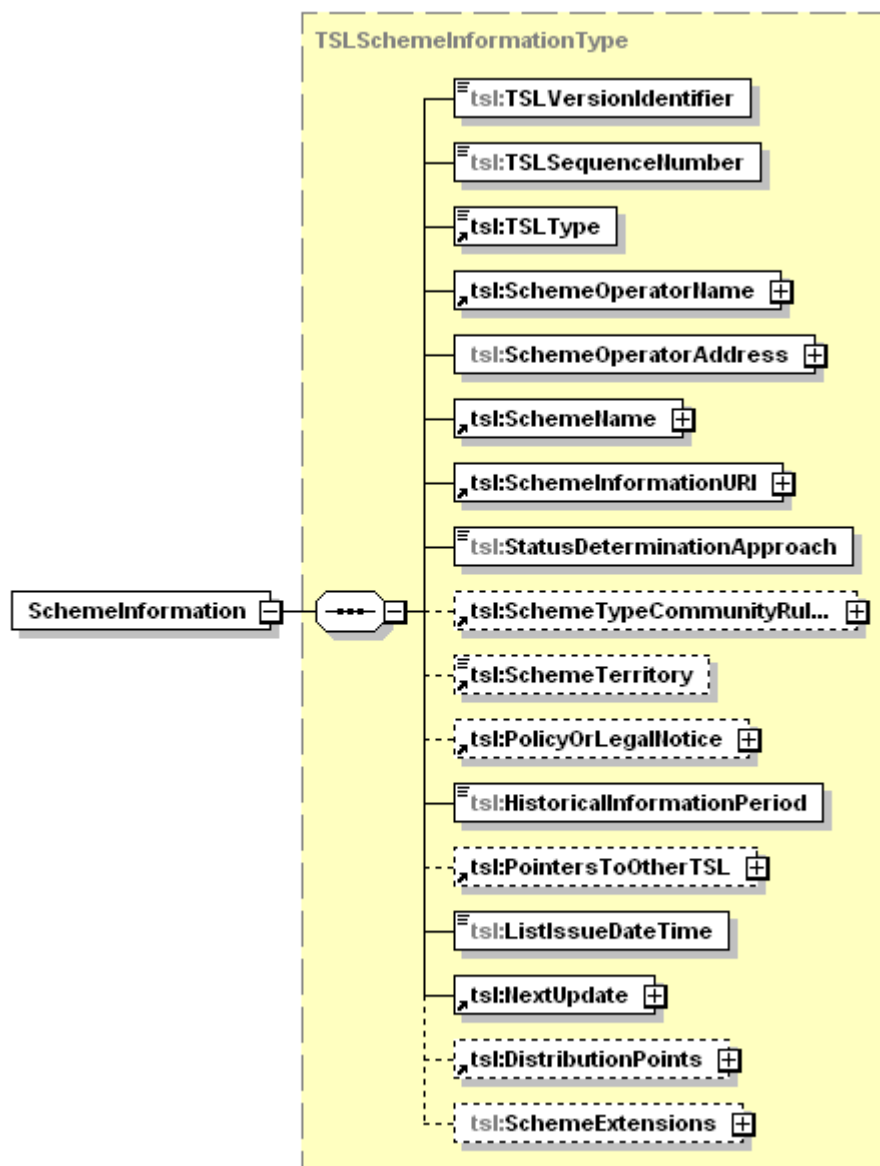 TSLSchemeInformationType
tsl:TSLVersionIdentifier
tsl:TSLSequenceNumber
tsl:TSLType
tsl:SchemeOperatorName
tsl:SchemeOperatorAddress
tsl:SchemeName
tsl:SchemeInformationURI
tsl:StatusDeterminationApproach
SchemeInformation
tsl:SchemeTypeCommunityRul...
tsl:SchemeTerritory
tsl:PolicyOrLegalNotice
tsl:HistoricalInformationPeriod
tsl:PointersToOtherTSL
tsl:ListIssueDateTime
tsl:NextUpdate
tsl:DistributionPoints
tsl:SchemeExtensions